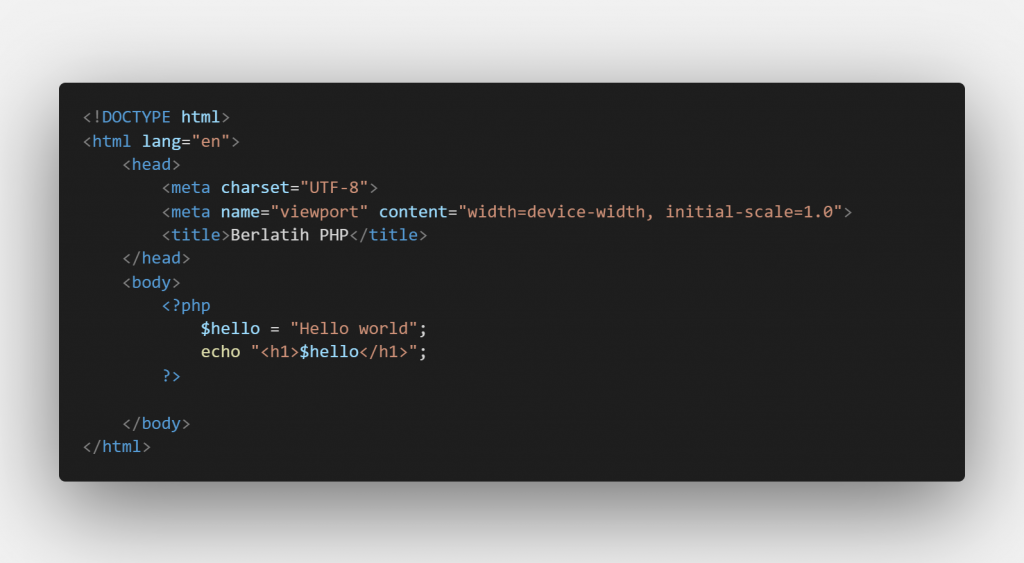 <!DOCTYPE html>
<html lang="en">
    <head>
        <meta charset="UTF-8">
        <meta name="viewport" content="width=device-width, initial-scale=1.0">
        <title>Berlatih PHP</title>
    </head>
    <body>
        <?php
            $hello = "Hello world";
            echo "<h1>$hello</h1>";
        ?>

    </body>
</html>